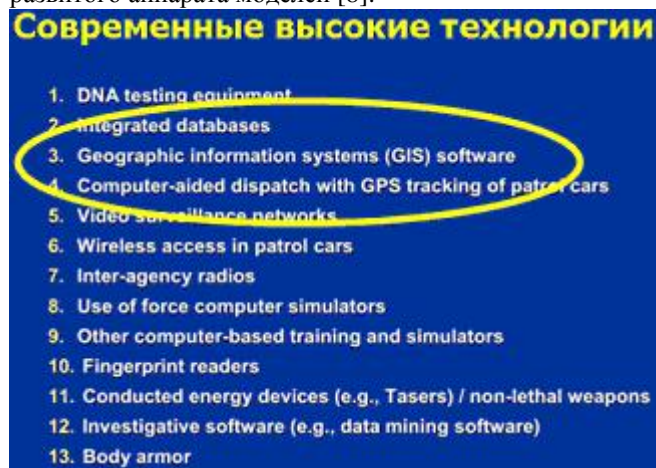 развитого аппарата моделей [8].
Современные высокие технологии
1. DNA testing equipment
2. Integrated databases
3. Geographic information systems (GIS) software
4. Computer-aided dispatch with GPS tracking of patrol cars
5. Video surveillance networks
6. Wireless access in patrol cars
7. Inter-agency radios
8. Use of force computer simulators
9. Other computer-based training and simulators
10. Fingerprint readers
11. Conducted energy devices (e.g., Tasers) / non-lethal weapons
12. Investigative software (e.g., data mining software)
13. Body armor